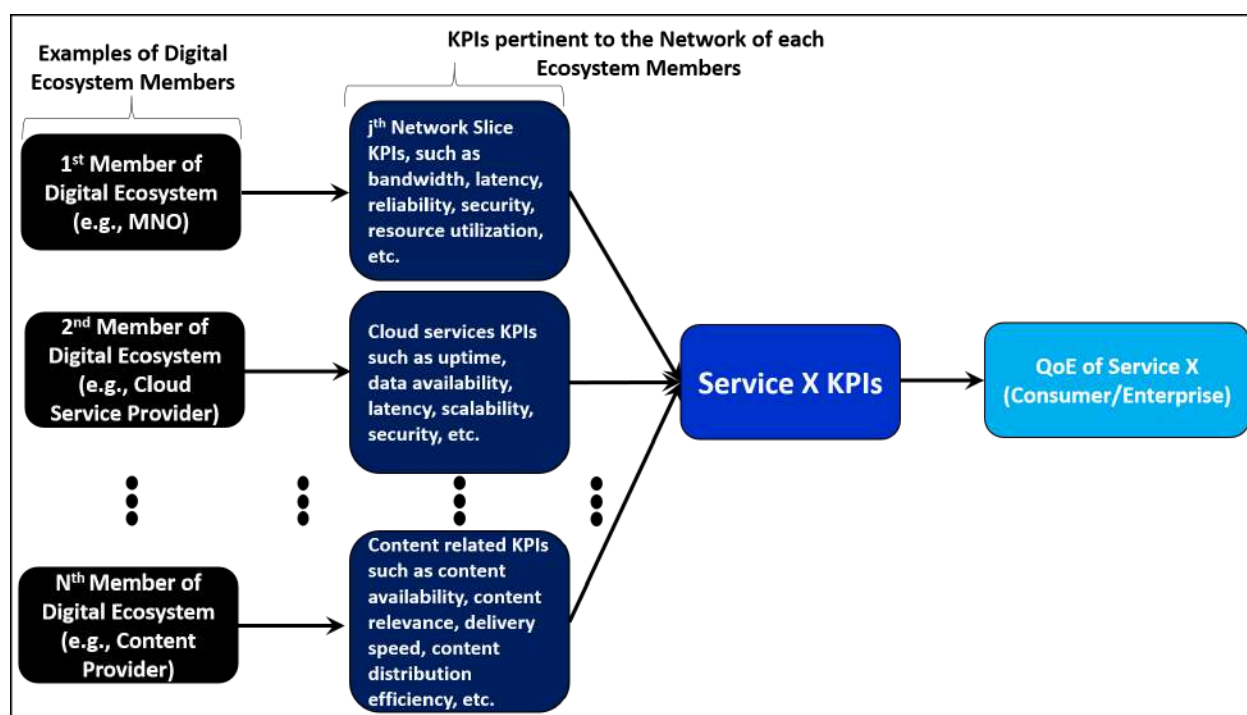 Examples of Digital
Ecosystem Members
KPIs pertinent to the Network of each
Ecosystem Members
1st Member of
Digital Ecosystem
(e.g., MNO)
jth Network Slice
KPIs, such as
bandwidth, latency,
reliability, security,
resource utilization,
etc.
2nd Member of
Digital Ecosystem
(e.g., Cloud
Service Provider)
Cloud services KPIs
such as uptime,
data availability,
latency, scalability,
security, etc.
Service X KPIs
QoE of Service X
(Consumer/Enterprise)
Nth Member of
Digital Ecosystem
(e.g., Content
Provider)
Content related KPIs
such as content
availability, content
relevance, delivery
speed, content
distribution
efficiency, etc.